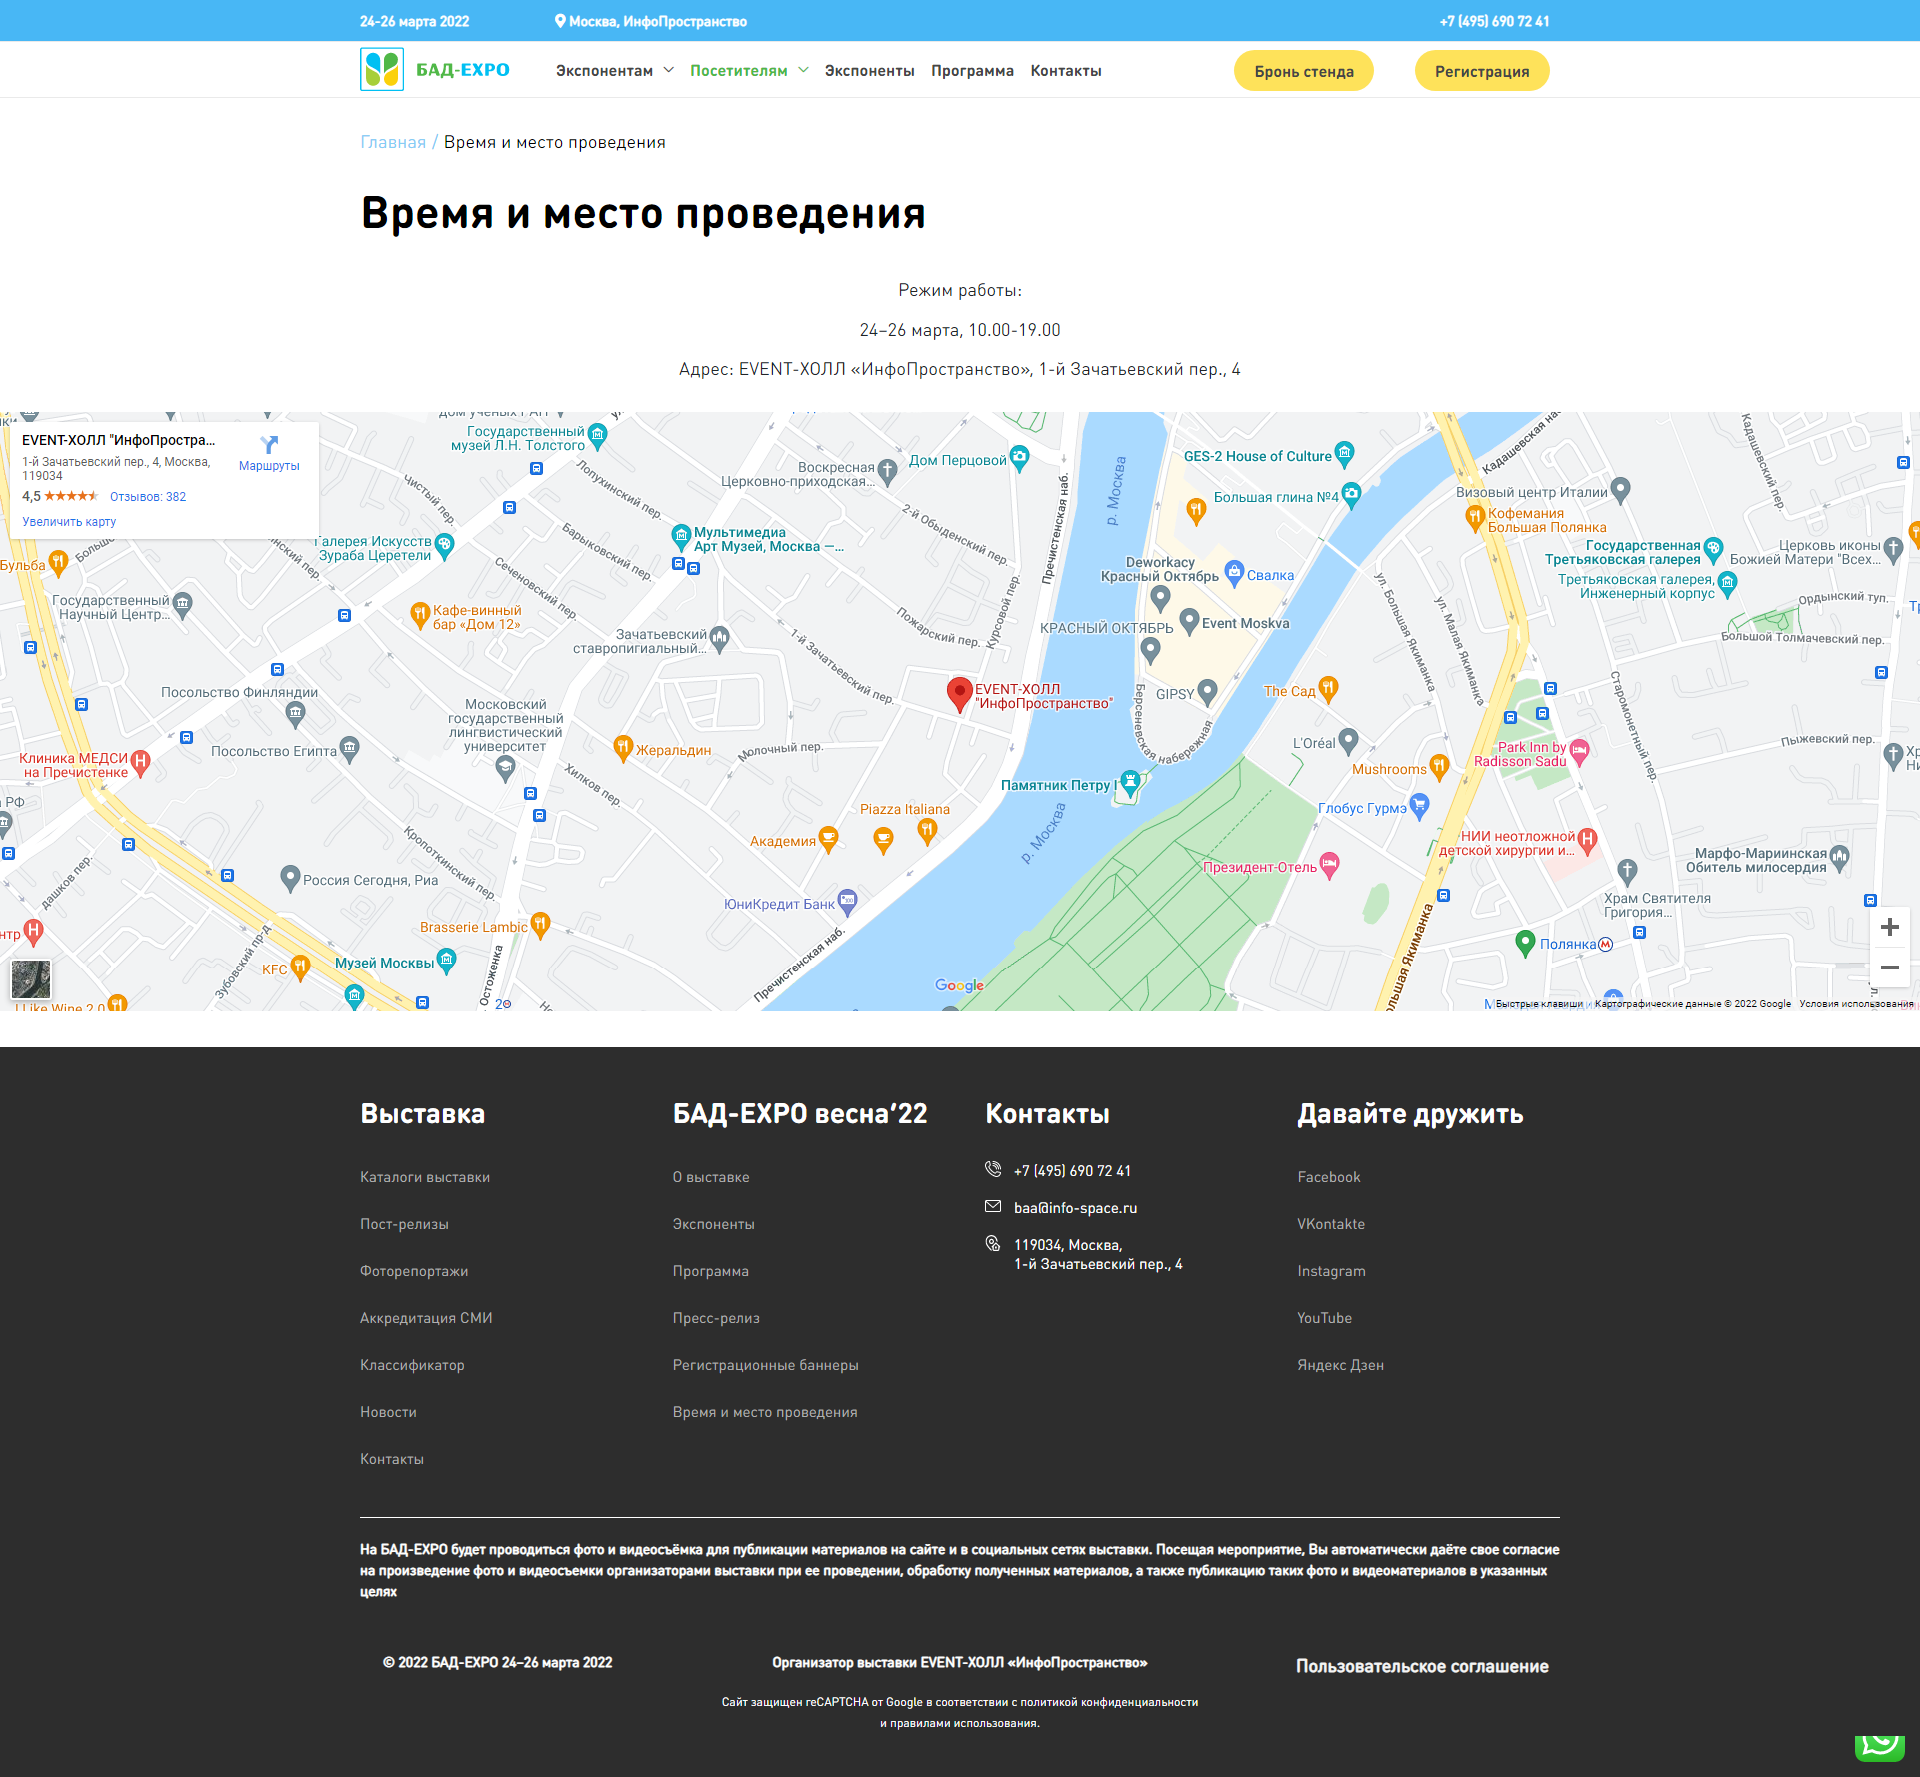 24-26 марта 2022
Москва, ИнфоПространство
+7 (495) 690 72 41
БАД-EXPO
Экспонентам
Посетителям
Экспоненты
Программа
Контакты
Бронь стенда
Регистрация
Главная / Время и место проведения
Время и место проведения
Режим работы:
24–26 марта, 10.00-19.00
Адрес: EVENT-ХОЛЛ «ИнфоПространство», 1-й Зачатьевский пер., 4
EVENT-ХОЛЛ "ИнфоПростра...
1-й Зачатьевский пер., 4, Москва,
119034
4,5
Отзывов: 382
Увеличить карту
Маршруты
Государственный
музей Л.Н. Толстого
Лопухинский пер.
Чистый пер.
Воскресная
Церковно-приходская...
Дом Перцовой
2-й Обыденский пер.
Пречистенская наб.
р. Москва
GES-2 House of Culture
Большая глина №4
Кадашевская наб.
Кадашевский пер.
Визовый центр Италии
Кофемания
Большая Полянка
Государственная
Третьяковская галерея
Церковь иконы
Божией Матери "Всех...
Третьяковская галерея,
Инженерный корпус
Ордынский туп.
Большой Толмачевский пер.
Галерея Искусств
Зураба Церетели
Мультимедиа
Арт Музей, Москва —...
Барыковский пер.
Сеченовский пер.
Deworkacy
Красный Октябрь
Свалка
КРАСНЫЙ ОКТЯБРЬ
Event Moskva
ул. Большая Якиманка
ул. Малая Якиманка
Государственный
Научный Центр...
Кафе-винный
бар «Дом 12»
Зачатьевский
ставропигиальный...
1-й Зачатьевский пер.
Пожарский пер.
Курсовой пер.
EVENT-ХОЛЛ
"ИнфоПространство"
GIPSY
The Сад
Берсеневская набережная
Посольство Финляндии
Посольство Египта
Московский
государственный
лингвистический
университет
Жеральдин
Молочный пер.
Хилков пер.
L'Oréal
Mushrooms
Park Inn by
Radisson Sadu
Старомонетный пер.
Пыжевский пер.
Клиника МЕДСИ
на Пречистенке
Памятник Петру I
р. Москва
Глобус Гурмэ
Piazza Italiana
Академия
Кропоткинский пер.
НИИ неотложной
детской хирургии и...
Президент-Отель
Марфо-Мариинская
Обитель милосердия
Храм Святителя
Григория...
Россия Сегодня, Риа
ЮниКредит Банк
Brasserie Lambic
Музей Москвы
KFC
Зубовский пр-д
Пречистенская наб.
Полянка
I Like Wine 2.0
Google
Быстрые клавиши
Картографические данные © 2022 Google
Условия использования
Выставка
Каталоги выставки
Пост-релизы
Фоторепортажи
Аккредитация СМИ
Классификатор
Новости
Контакты
БАД-EXPO весна’22
О выставке
Экспоненты
Программа
Пресс-релиз
Регистрационные баннеры
Время и место проведения
Контакты
+7 (495) 690 72 41
baa@info-space.ru
119034, Москва,
1-й Зачатьевский пер., 4
Давайте дружить
Facebook
VKontakte
Instagram
YouTube
Яндекс Дзен
На БАД-EXPO будет проводиться фото и видеосъёмка для публикации материалов на сайте и в социальных сетях выставки. Посещая мероприятие, Вы автоматически даёте свое согласие
на произведение фото и видеосъемки организаторами выставки при ее проведении, обработку полученных материалов, а также публикацию таких фото и видеоматериалов в указанных
целях
© 2022 БАД-EXPO 24–26 марта 2022
Организатор выставки EVENT-ХОЛЛ «ИнфоПространство»
Пользовательское соглашение
Сайт защищен reCAPTCHA от Google в соответствии с политикой конфиденциальности
и правилами использования.